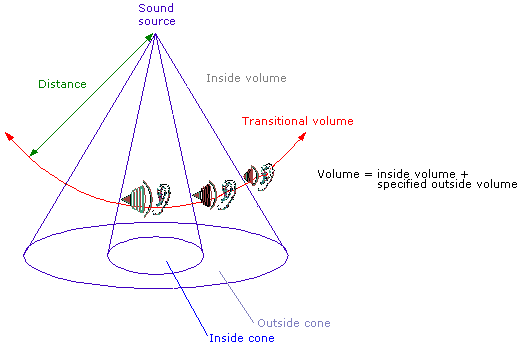 Sound
source
Inside volume
Distance
Transitional volume
Volume = inside volume +
specified outside volume
Outside cone
Inside cone